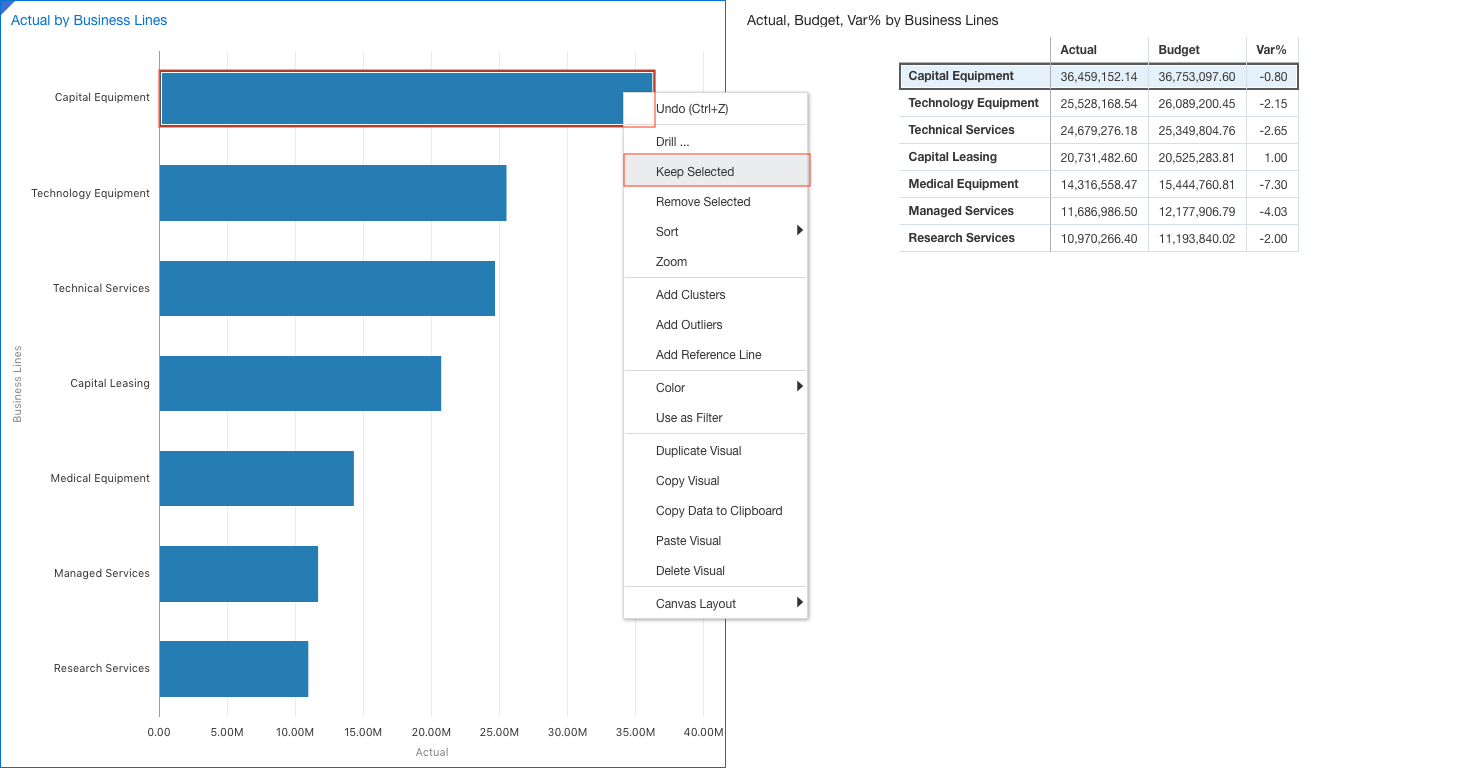 Actual by Business Lines
Capital Equipment
Technology Equipment
Technical Services
Capital Leasing
Medical Equipment
Managed Services
Research Services
Business Lines
0.00 5.00M 10.00M 15.00M 20.00M 25.00M 30.00M 35.00M 40.00M
Actual
Undo (Ctrl+Z)
Drill ...
Keep Selected
Remove Selected
Sort
Zoom
Add Clusters
Add Outliers
Add Reference Line
Color
Use as Filter
Duplicate Visual
Copy Visual
Copy Data to Clipboard
Paste Visual
Delete Visual
Canvas Layout
Actual, Budget, Var% by Business Lines
Actual Budget Var%
Capital Equipment 36,459,152.14 36,753,097.60 -0.80
Technology Equipment 25,528,168.54 26,089,200.45 -2.15
Technical Services 24,679,276.18 25,349,804.76 -2.65
Capital Leasing 20,731,482.60 20,525,283.81 1.00
Medical Equipment 14,316,558.47 15,444,760.81 -7.30
Managed Services 11,686,986.50 12,177,906.79 -4.03
Research Services 10,970,266.40 11,193,840.02 -2.00